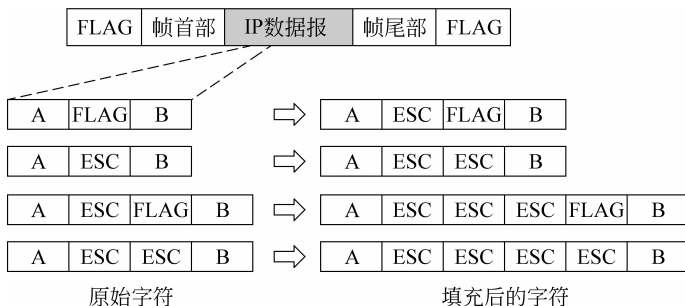 FLAG 帧首部 IP数据报 帧尾部 FLAG
A FLAG B A ESC FLAG B
A ESC B A ESC ESC B
A ESC FLAG B A ESC ESC ESC FLAG B
A ESC ESC B A ESC ESC ESC ESC B
原始字符 填充后的字符